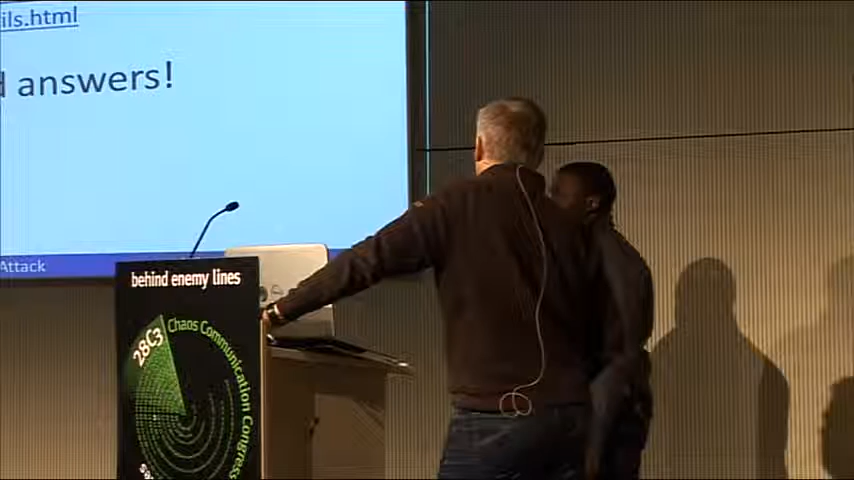 ils.html
answers!
Attack
behind enemy lines
28C3
Chaos Communication Congress